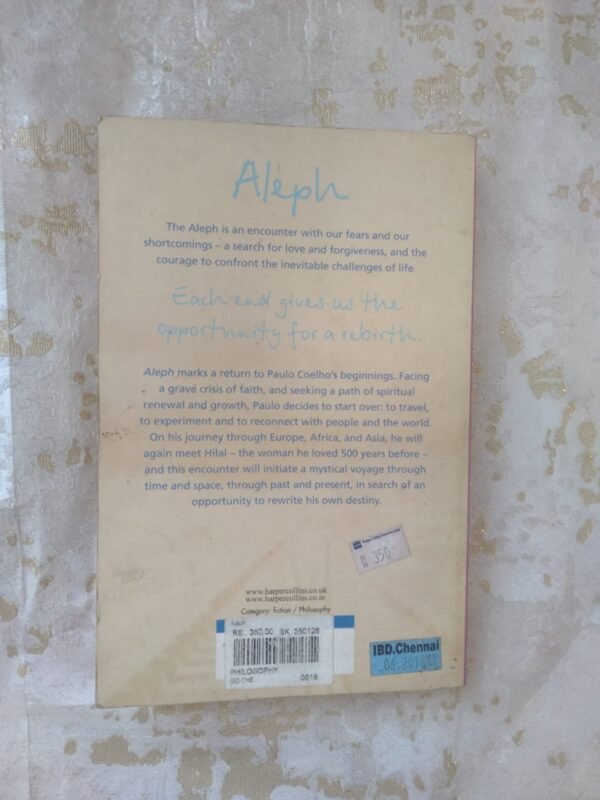 Aleph
The Aleph is an encounter with our fears and our
shortcomings – a search for love and forgiveness, and the
courage to confront the inevitable challenges of life
Each end gives us the
opportunity for a rebirth.
Aleph marks a return to Paulo Coelho's beginnings. Facing
a grave crisis of faith, and seeking a path of spiritual
renewal and growth, Paulo decides to start over: to travel,
to experiment and to reconnect with people and the world.
On his journey through Europe, Africa, and Asia, he will
again meet Hilal – the woman he loved 500 years before –
and this encounter will initiate a mystical voyage through
time and space, through past and present, in search of an
opportunity to rewrite his own destiny.
350
www.harpercollins.co.uk
www.harpercollins.co.in
Category: fiction / Philosophy
RS. 350.00 SK 350126
PHILOSOPHY
IBD CHE
IBD.Chennai